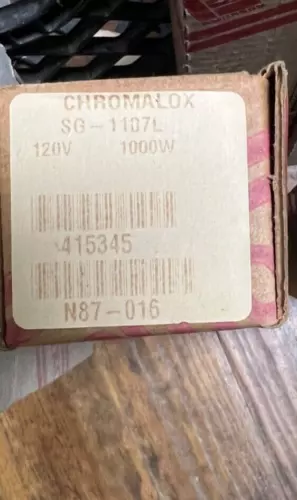 CHROMALOX
SG-1107L
120V 1000W
415345
N87-016